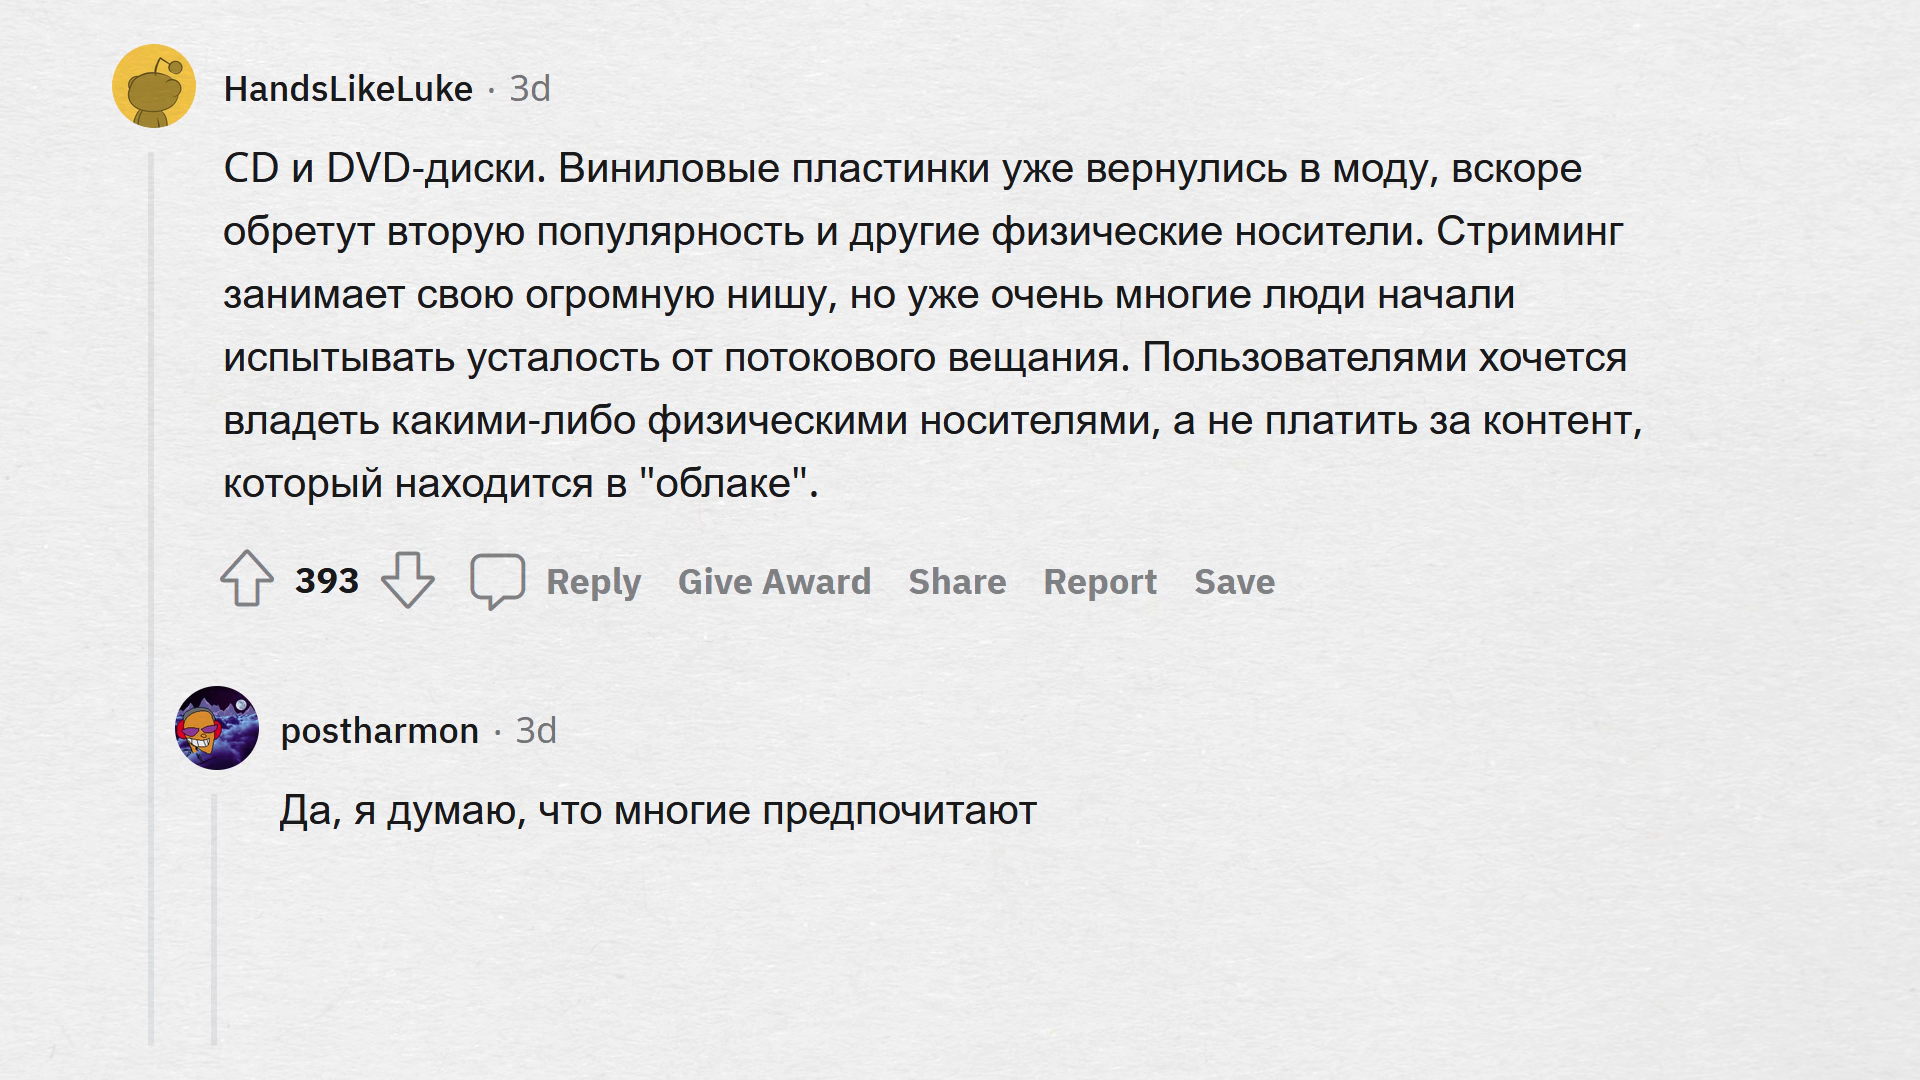 HandsLikeLuke · 3d
CD и DVD-диски. Виниловые пластинки уже вернулись в моду, вскоре
обретут вторую популярность и другие физические носители. Стриминг
занимает свою огромную нишу, но уже очень многие люди начали
испытывать усталость от потокового вещания. Пользователями хочется
владеть какими-либо физическими носителями, а не платить за контент,
который находится в "облаке".
393 Reply Give Award Share Report Save
postharmon · 3d
Да, я думаю, что многие предпочитают